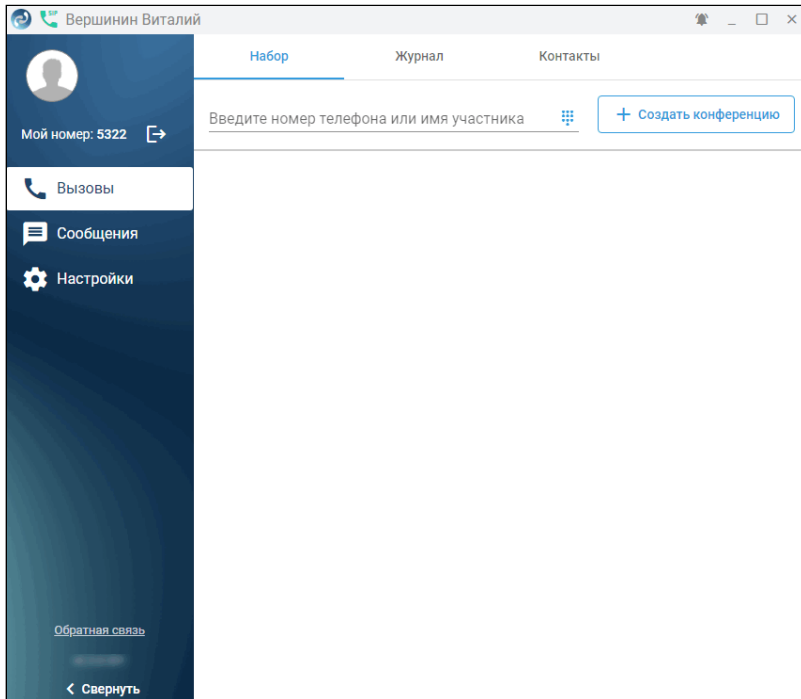 Вершинин Виталий
Набор Журнал Контакты
Введите номер телефона или имя участника + Создать конференцию
Мой номер: 5322
Вызовы
Сообщения
Настройки
Обратная связь
Свернуть